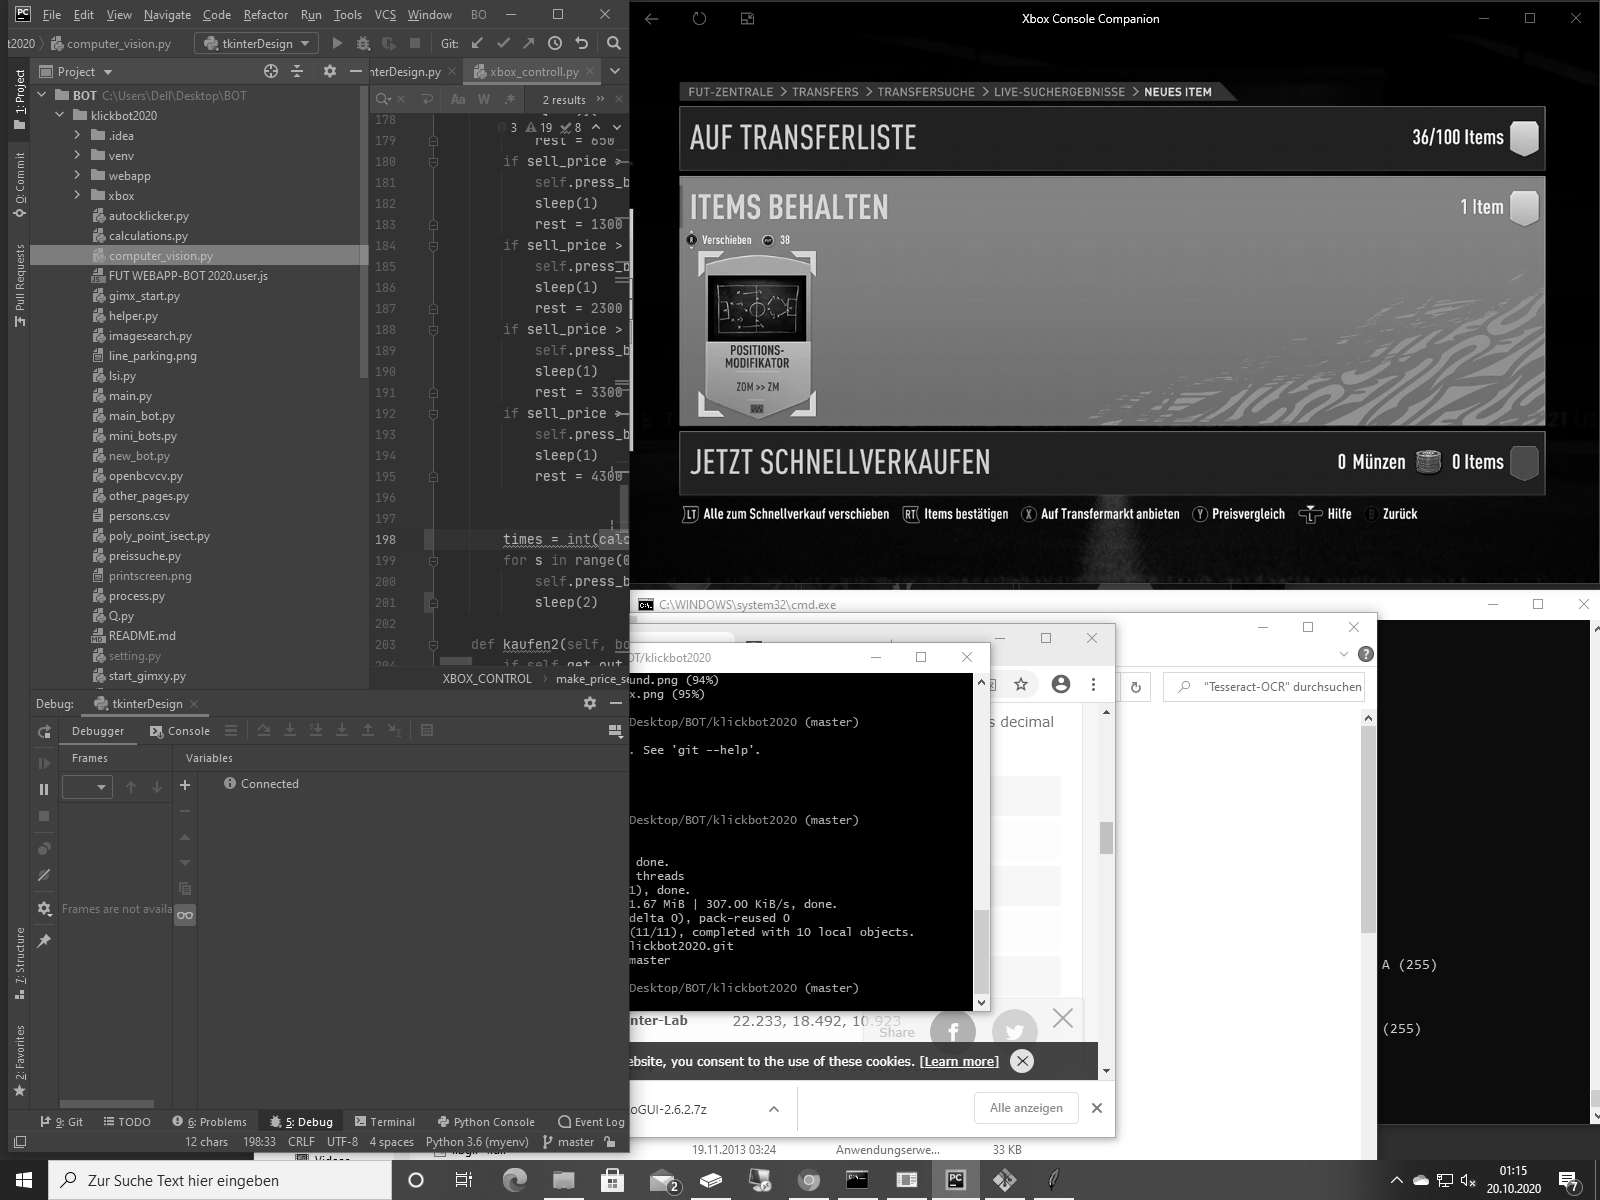 File Edit View Navigate Code Refactor Run Tools VCS Window BO
t2020 computer_vision.py tkinterDesign Git:
Project
BOT C:\Users\Dell\Desktop\BOT
klickbot2020
.idea
venv
webapp
xbox
autocklicker.py
calculations.py
computer_vision.py
FUT WEBAPP-BOT 2020.user.js
gimx_start.py
helper.py
imagesearch.py
line_parking.png
lsi.py
main.py
main_bot.py
mini_bots.py
new_bot.py
openbcvcv.py
other_pages.py
persons.csv
poly_point_isect.py
preissuche.py
printscreen.png
process.py
Q.py
README.md
setting.py
start_gimxy.py
1: Project
0: Commit
Pull Requests
7: Structure
2: Favorites
nterDesign.py xbox_controll.py
Aa W .* 2 results
3 19 8
178
179 rest = 650
180 if sell_price >
181 self.press_b
182 sleep(1)
183 rest = 1300
184 if sell_price >
185 self.press_b
186 sleep(1)
187 rest = 2300
188 if sell_price >
189 self.press_b
190 sleep(1)
191 rest = 3300
192 if sell_price >
193 self.press_b
194 sleep(1)
195 rest = 4300
196
197
198 times = int(calc
199 for s in range(0
200 self.press_b
201 sleep(2)
202
203 def kaufen2(self, bo
204 if self.get_out
XBOX_CONTROL make_price_se
Debug: tkinterDesign
Debugger Console
Frames Variables
Connected
Frames are not availa
9: Git TODO 6: Problems 5: Debug Terminal Python Console Event Log
12 chars 198:33 CRLF UTF-8 4 spaces Python 3.6 (myenv) master
Xbox Console Companion
FUT-ZENTRALE > TRANSFERS > TRANSFERSUCHE > LIVE-SUCHERGEBNISSE > NEUES ITEM
AUF TRANSFERLISTE 36/100 Items
ITEMS BEHALTEN 1 Item
R Verschieben 38
POSITIONS-
MODIFIKATOR
ZOM >> ZM
JETZT SCHNELLVERKAUFEN 0 Münzen 0 Items
LT Alle zum Schnellverkauf verschieben RT Items bestätigen X Auf Transfermarkt anbieten Y Preisvergleich Hilfe B Zurück
C:\WINDOWS\system32\cmd.exe
"Tesseract-OCR" durchsuchen
OT/klickbot2020
und.png (94%)
x.png (95%)
Desktop/BOT/klickbot2020 (master)
. See 'git --help'.
Desktop/BOT/klickbot2020 (master)
done.
threads
1), done.
1.67 MiB | 307.00 KiB/s, done.
delta 0), pack-reused 0
(11/11), completed with 10 local objects.
lickbot2020.git
master
Desktop/BOT/klickbot2020 (master)
s decimal
nter-Lab 22.233, 18.492, 10.923
Share
ebsite, you consent to the use of these cookies. [Learn more]
oGUI-2.6.2.7z
Alle anzeigen
19.11.2013 03:24 Anwendungserwe... 33 KB
A (255)
(255)
Zur Suche Text hier eingeben
2
01:15
20.10.2020
7